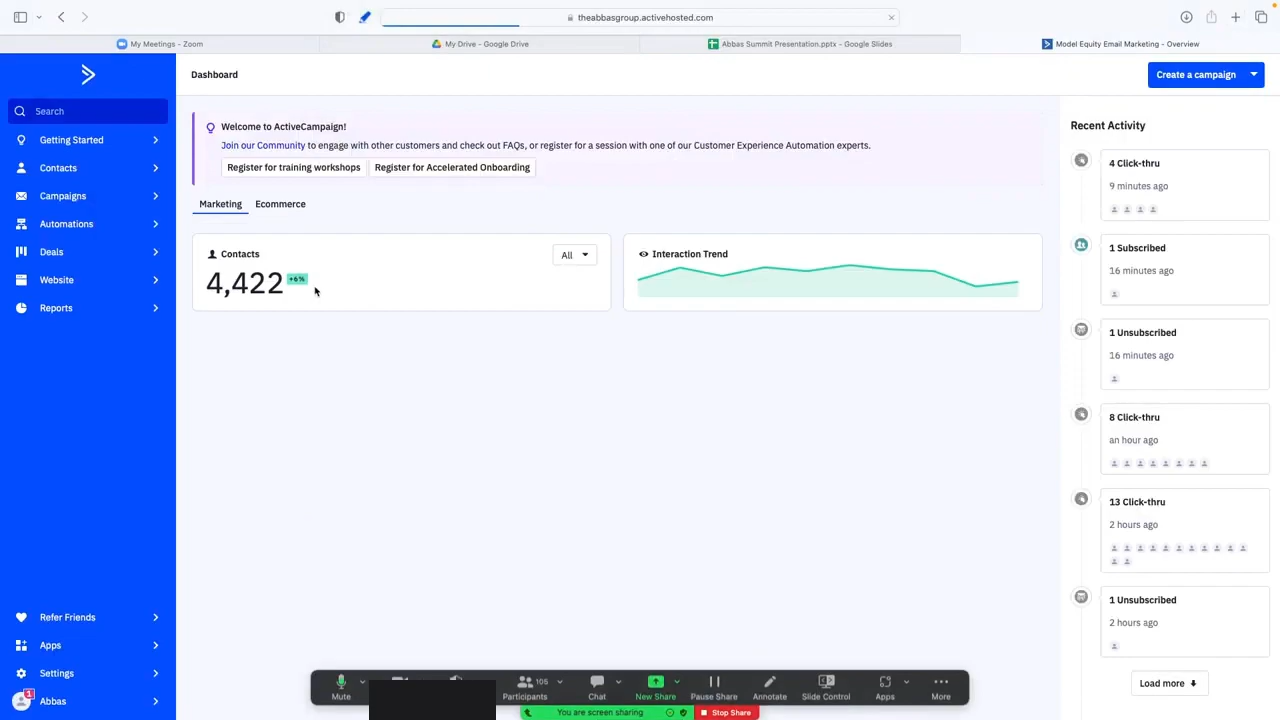 theabbasgroup.activehosted.com
My Meetings - Zoom
My Drive - Google Drive
Abbas Summit Presentation.pptx - Google Slides
Model Equity Email Marketing - Overview
Search
Getting Started
Contacts
Campaigns
Automations
Deals
Website
Reports
Refer Friends
Apps
Settings
1
Abbas
Dashboard
Create a campaign
Welcome to ActiveCampaign!
Join our Community to engage with other customers and check out FAQs, or register for a session with one of our Customer Experience Automation experts.
Register for training workshops
Register for Accelerated Onboarding
Marketing
Ecommerce
Contacts
All
4,422 +6%
Interaction Trend
Recent Activity
4 Click-thru
9 minutes ago
1 Subscribed
16 minutes ago
1 Unsubscribed
16 minutes ago
8 Click-thru
an hour ago
13 Click-thru
2 hours ago
1 Unsubscribed
2 hours ago
Load more
Mute
105
Participants
Chat
New Share
Pause Share
Annotate
Slide Control
Apps
More
You are screen sharing
Stop Share